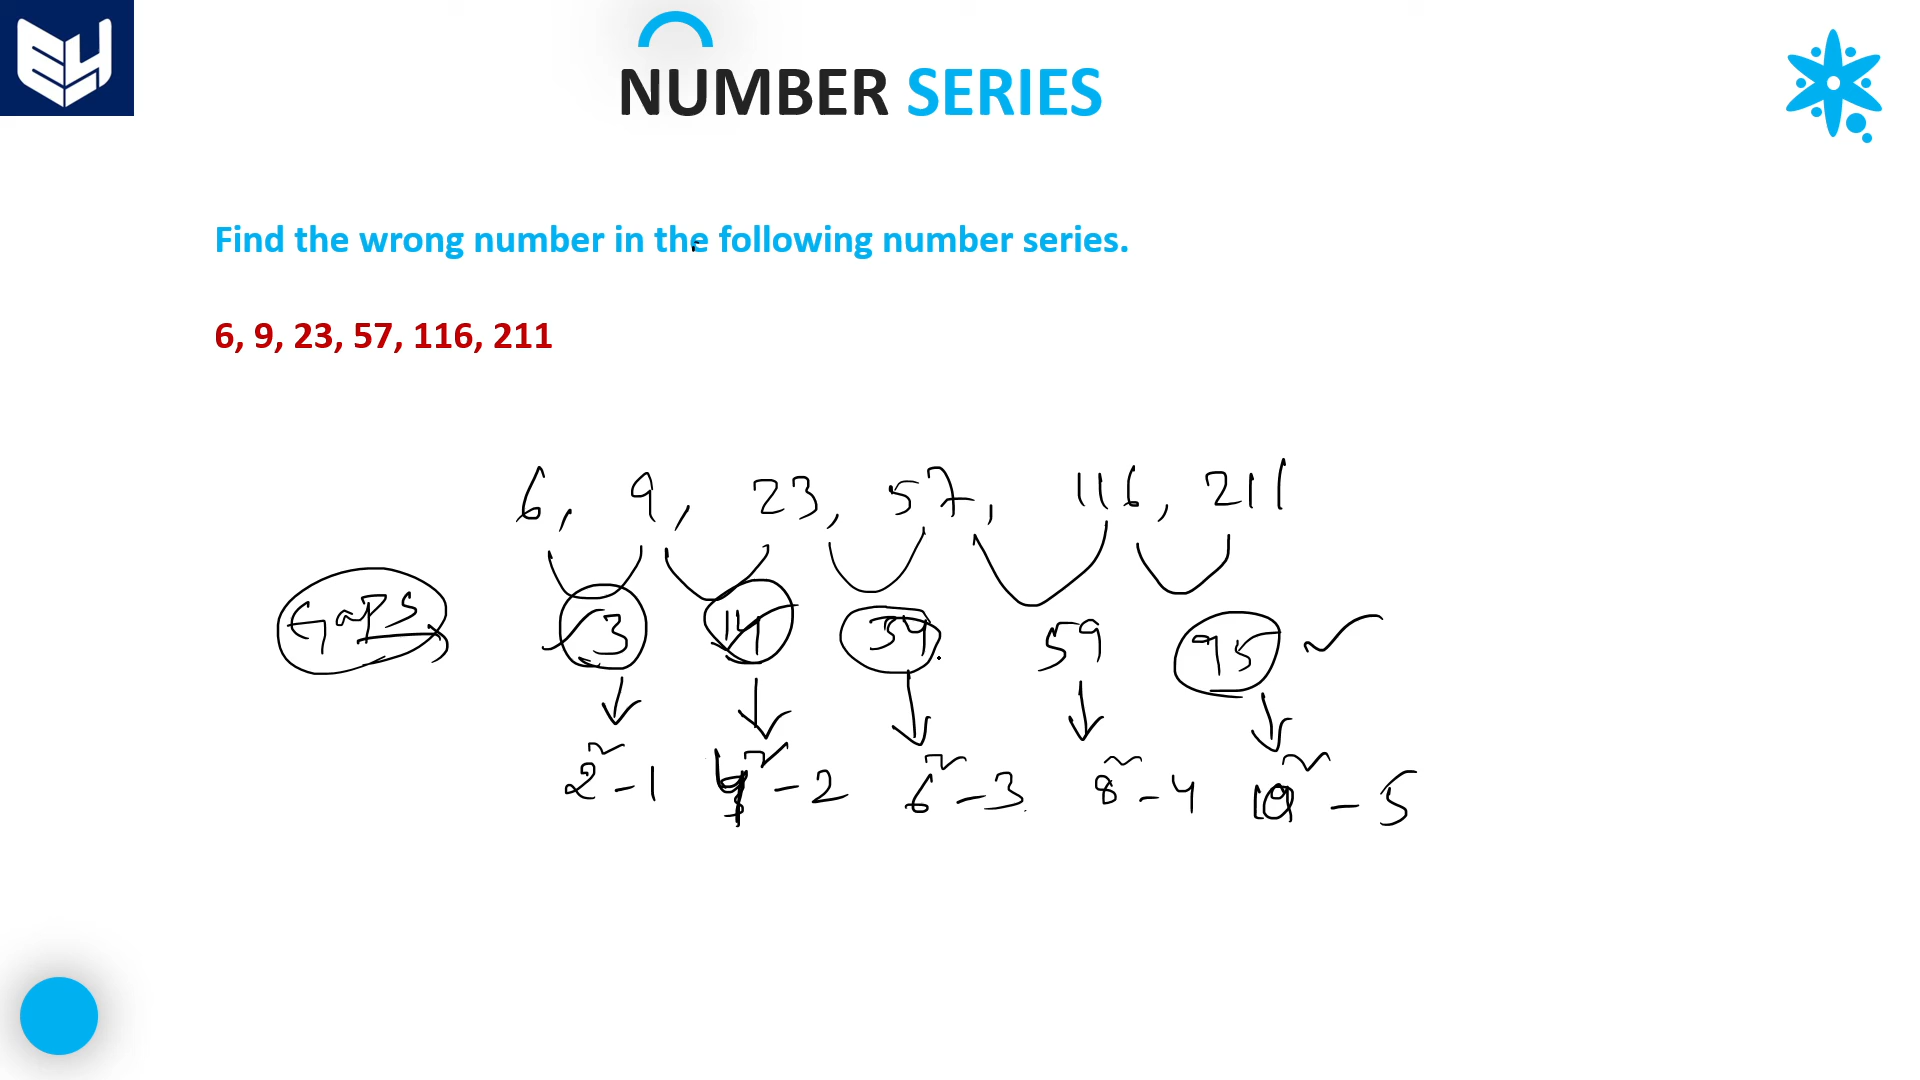 NUMBER SERIES
Find the wrong number in the following number series.
6, 9, 23, 57, 116, 211
6, 9, 23, 57, 116, 211
Gaps 3 14 34 59 95
2² - 1 4² - 2 6² - 3 8² - 4 10² - 5